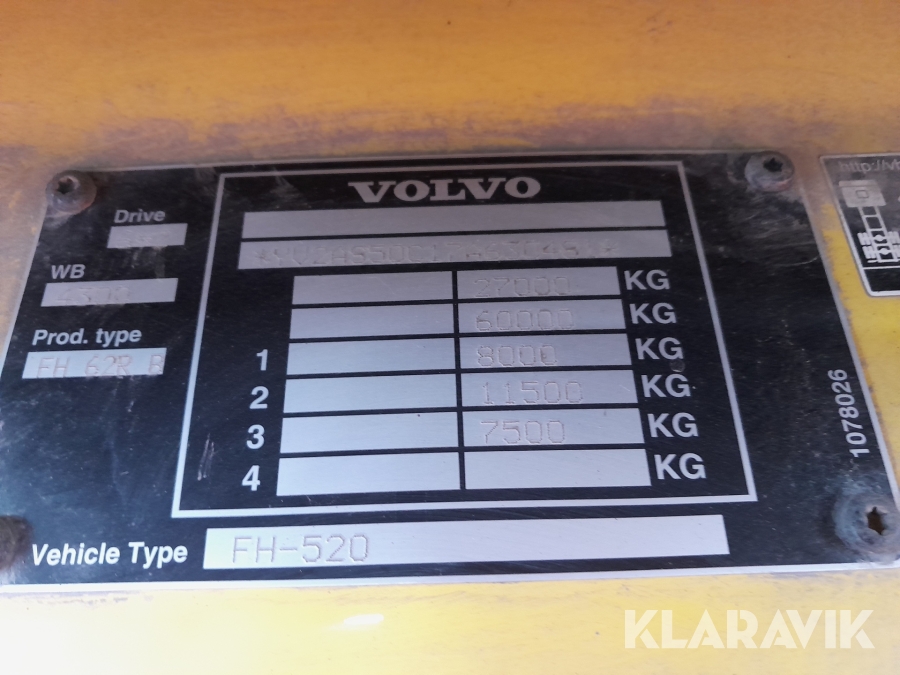 VOLVO
Drive
WB
Prod. type
FH 62R B
27000 KG
60000 KG
1 8000 KG
2 11500 KG
3 7500 KG
4 KG
1078026
Vehicle Type FH-520
http://v
KLARAVIK